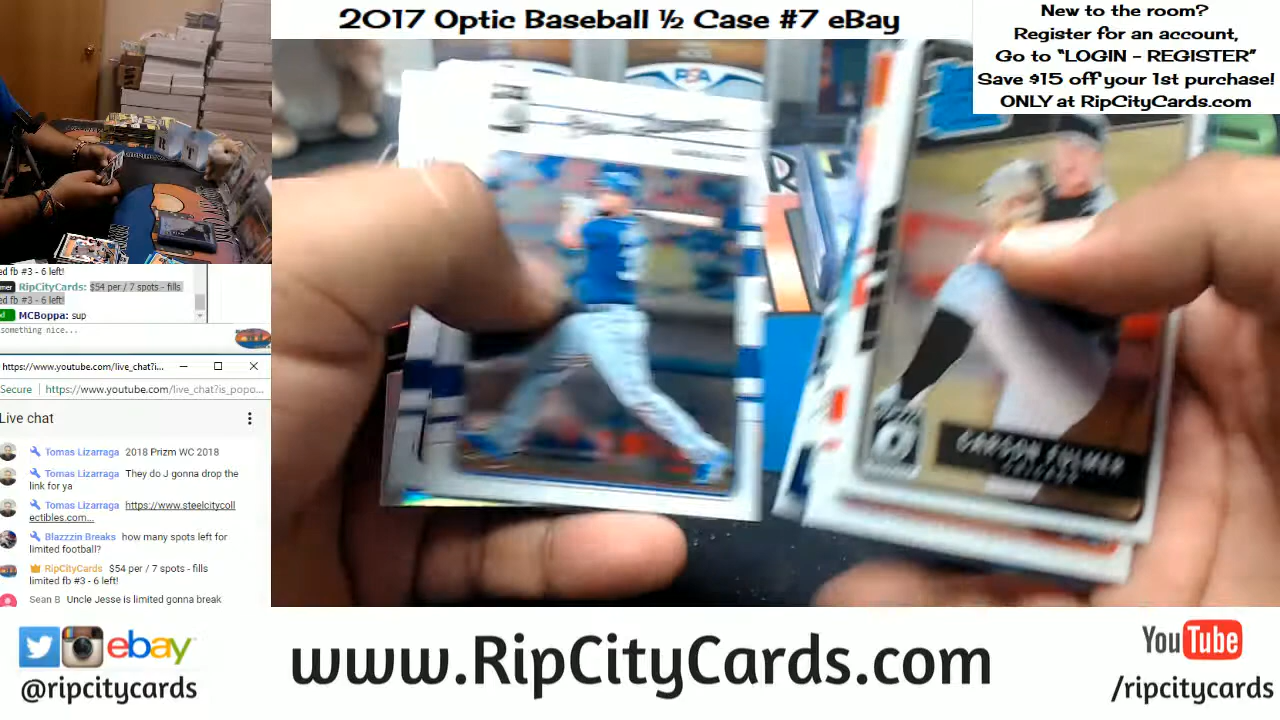 2017 Optic Baseball ½ Case #7 eBay
New to the room?
Register for an account,
Go to “LOGIN – REGISTER”
Save $15 off your 1st purchase!
ONLY at RipCityCards.com
PSA
R T
R
CARSON FULMER
ed fb #3 - 6 left!
RipCityCards: $54 per / 7 spots - fills
ed fb #3 - 6 left!
MCBoppa: sup
something nice...
https://www.youtube.com/live_chat?i...
Secure https://www.youtube.com/live_chat?is_popo...
Live chat
Tomas Lizarraga 2018 Prizm WC 2018
Tomas Lizarraga They do J gonna drop the
link for ya
Tomas Lizarraga https://www.steelcitycoll
ectibles.com...
Blazzzin Breaks how many spots left for
limited football?
RipCityCards $54 per / 7 spots - fills
limited fb #3 - 6 left!
Sean B Uncle Jesse is limited gonna break
ebay
@ripcitycards
www.RipCityCards.com
YouTube
/ripcitycards